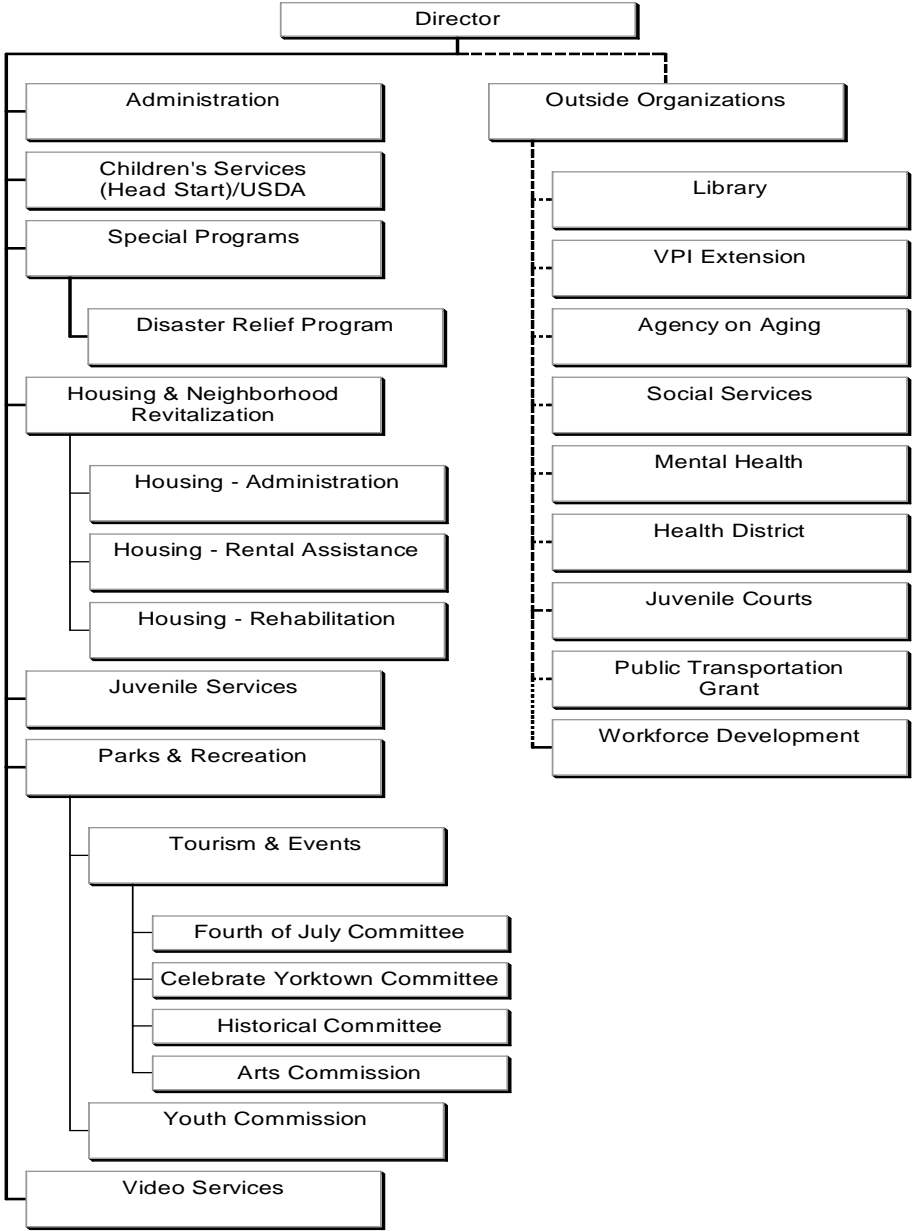 Director
Administration
Children's Services
(Head Start)/USDA
Special Programs
Disaster Relief Program
Housing & Neighborhood
Revitalization
Housing - Administration
Housing - Rental Assistance
Housing - Rehabilitation
Juvenile Services
Parks & Recreation
Tourism & Events
Fourth of July Committee
Celebrate Yorktown Committee
Historical Committee
Arts Commission
Youth Commission
Video Services
Outside Organizations
Library
VPI Extension
Agency on Aging
Social Services
Mental Health
Health District
Juvenile Courts
Public Transportation
Grant
Workforce Development